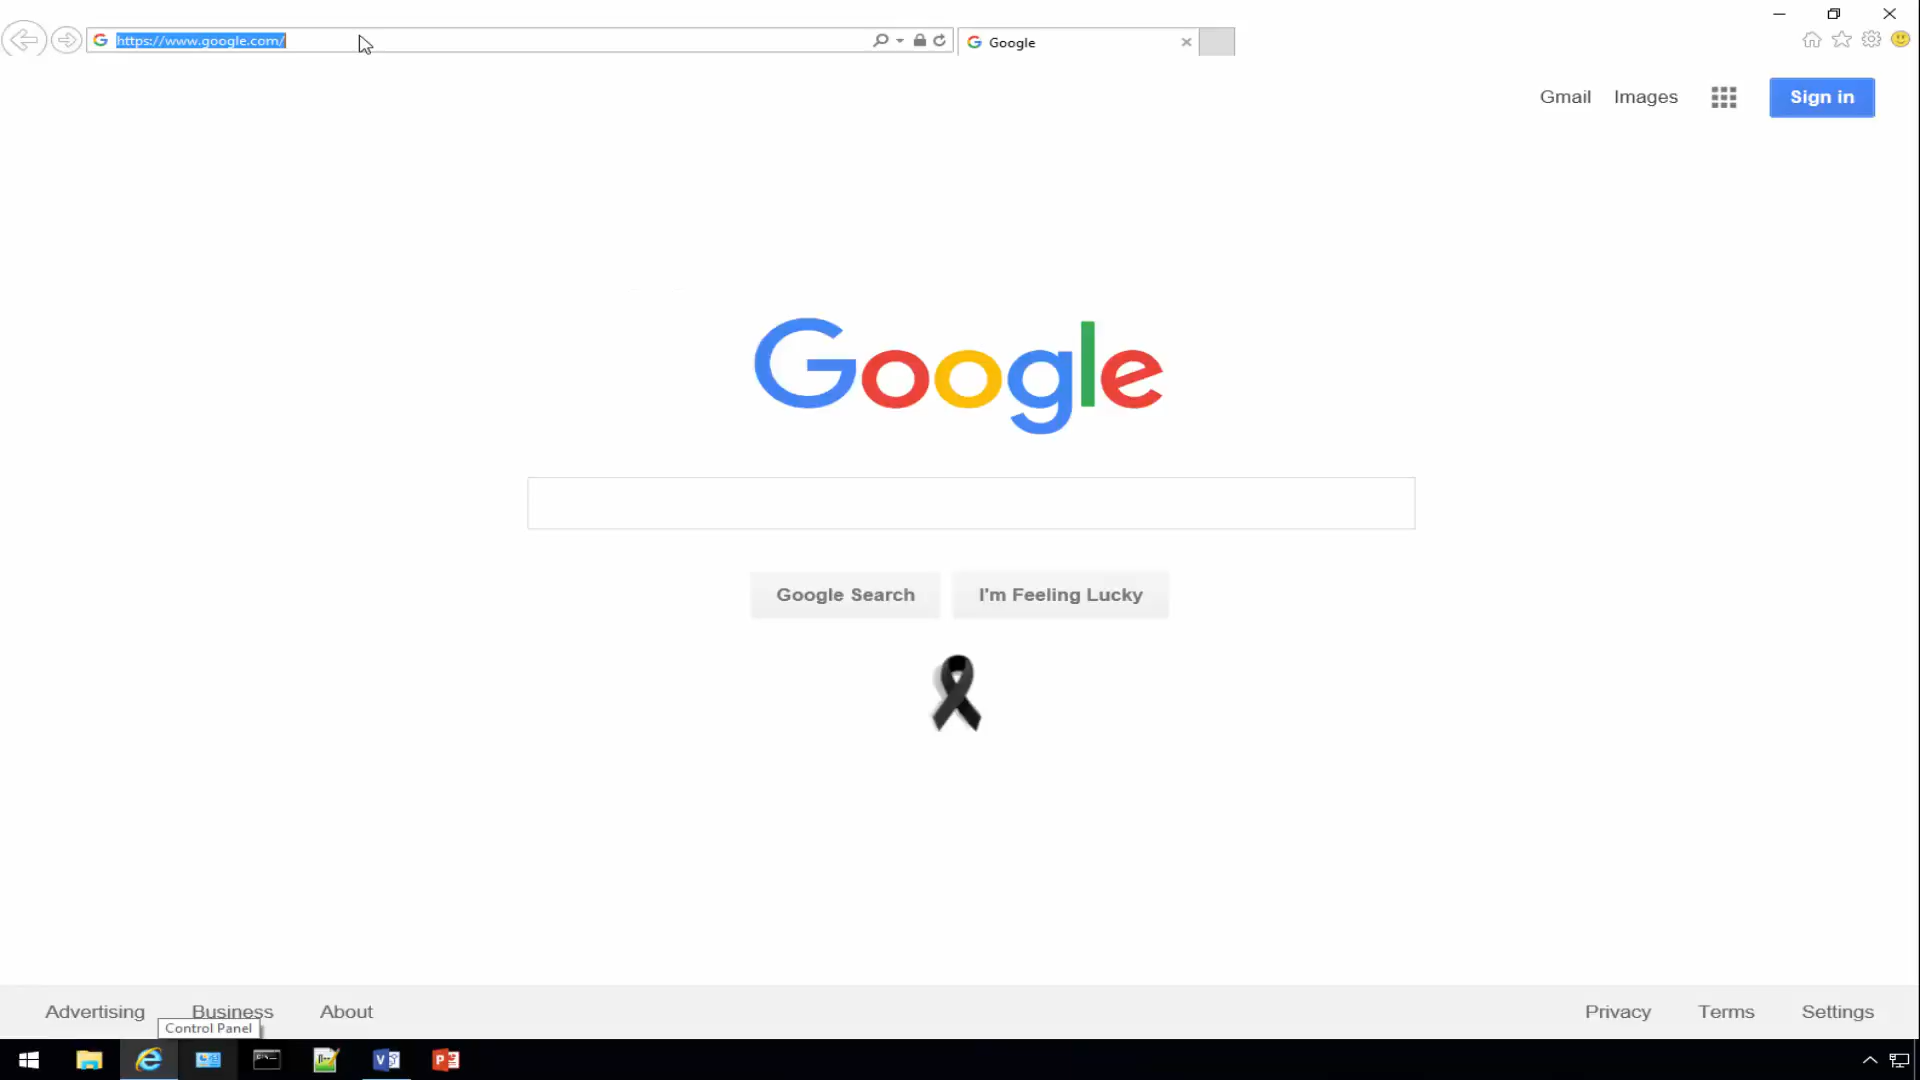 https://www.google.com/
Google
Gmail Images Sign in
Google
Google Search I'm Feeling Lucky
Advertising Business About Privacy Terms Settings
Control Panel